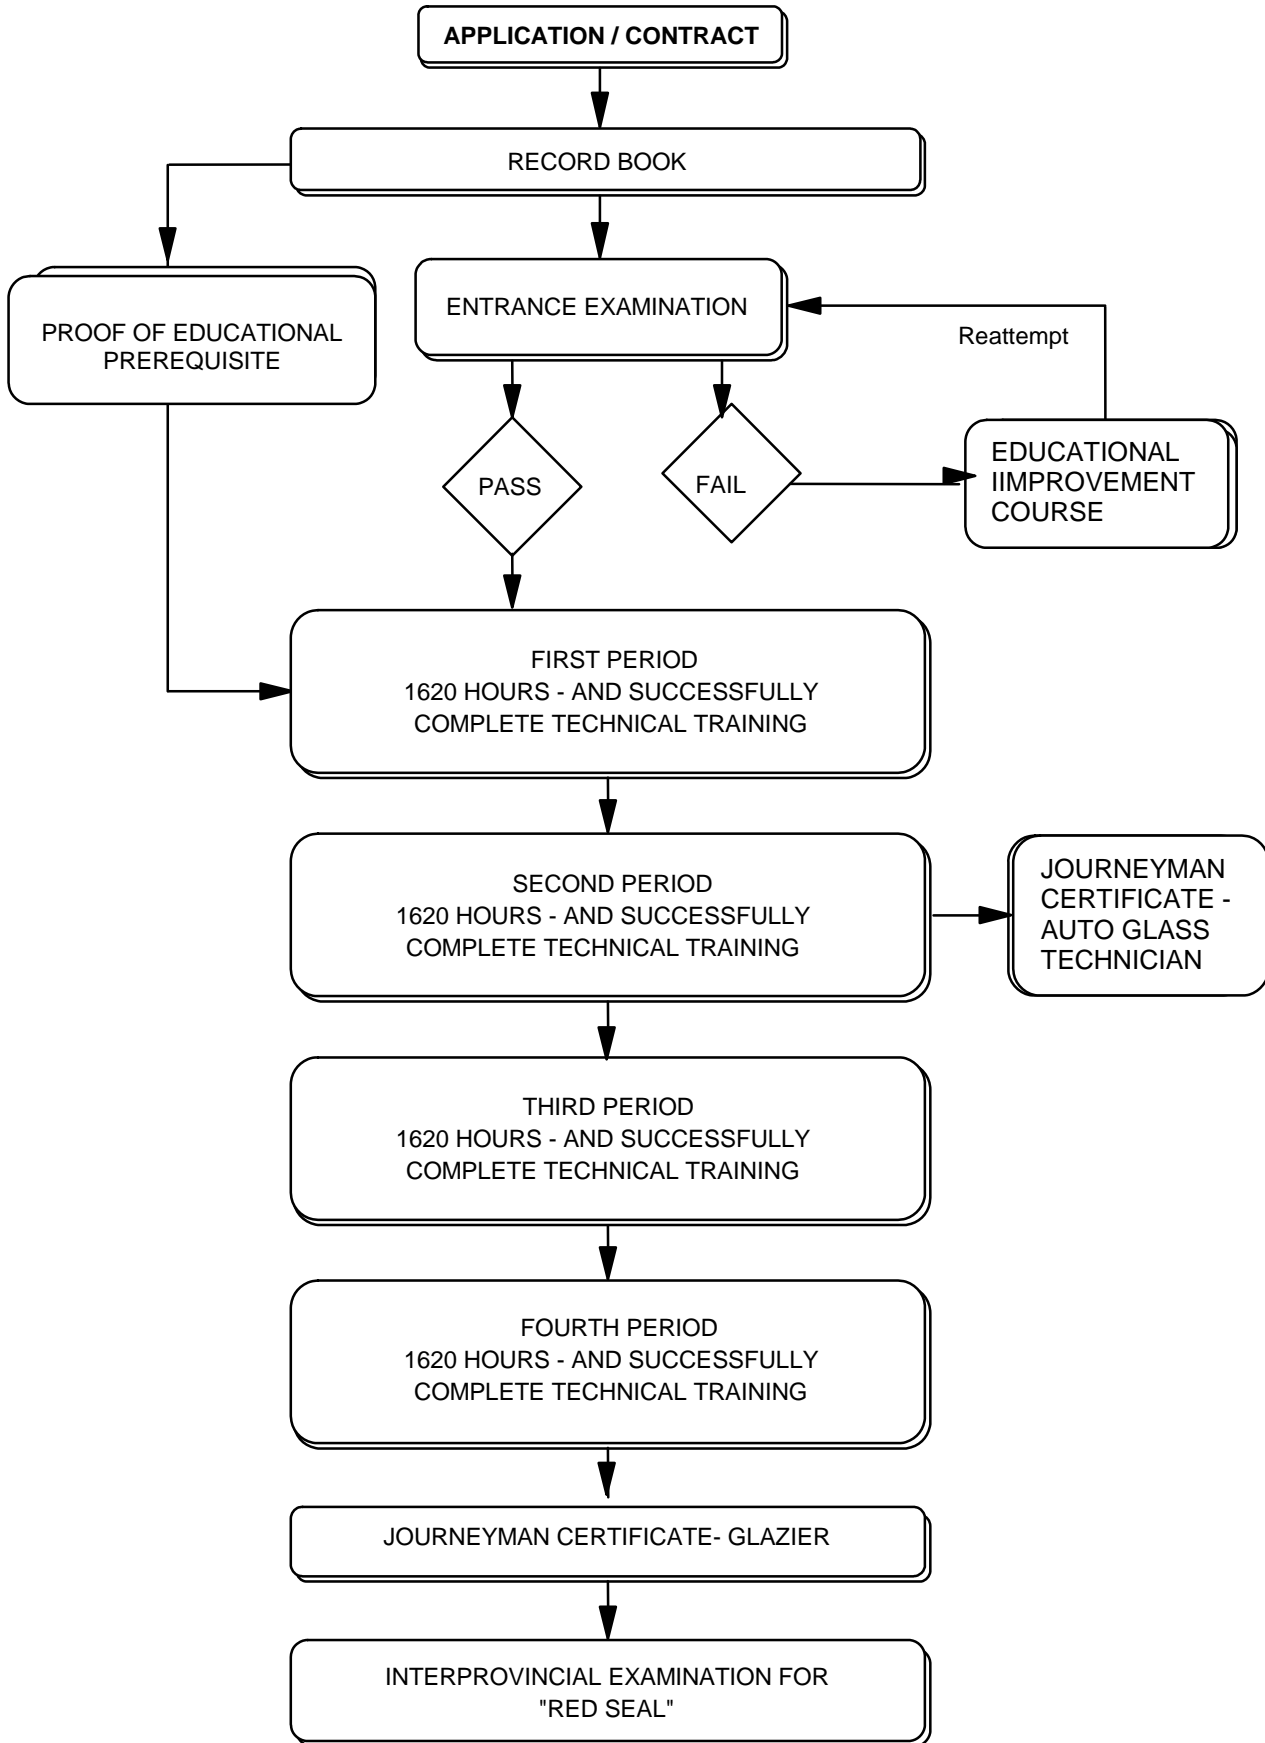 APPLICATION / CONTRACT
RECORD BOOK
PROOF OF EDUCATIONAL
PREREQUISITE
ENTRANCE EXAMINATION
Reattempt
PASS
FAIL
EDUCATIONAL
IIMPROVEMENT
COURSE
FIRST PERIOD
1620 HOURS - AND SUCCESSFULLY
COMPLETE TECHNICAL TRAINING
SECOND PERIOD
1620 HOURS - AND SUCCESSFULLY
COMPLETE TECHNICAL TRAINING
JOURNEYMAN
CERTIFICATE -
AUTO GLASS
TECHNICIAN
THIRD PERIOD
1620 HOURS - AND SUCCESSFULLY
COMPLETE TECHNICAL TRAINING
FOURTH PERIOD
1620 HOURS - AND SUCCESSFULLY
COMPLETE TECHNICAL TRAINING
JOURNEYMAN CERTIFICATE- GLAZIER
INTERPROVINCIAL EXAMINATION FOR
"RED SEAL"